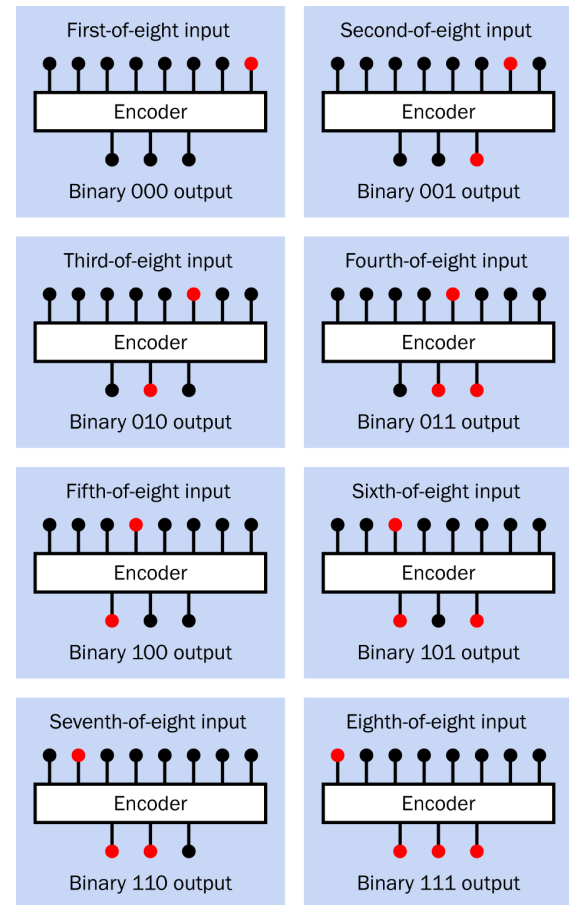 First-of-eight input
Encoder
Binary 000 output
Second-of-eight input
Encoder
Binary 001 output
Third-of-eight input
Encoder
Binary 010 output
Fourth-of-eight input
Encoder
Binary 011 output
Fifth-of-eight input
Encoder
Binary 100 output
Sixth-of-eight input
Encoder
Binary 101 output
Seventh-of-eight input
Encoder
Binary 110 output
Eighth-of-eight input
Encoder
Binary 111 output